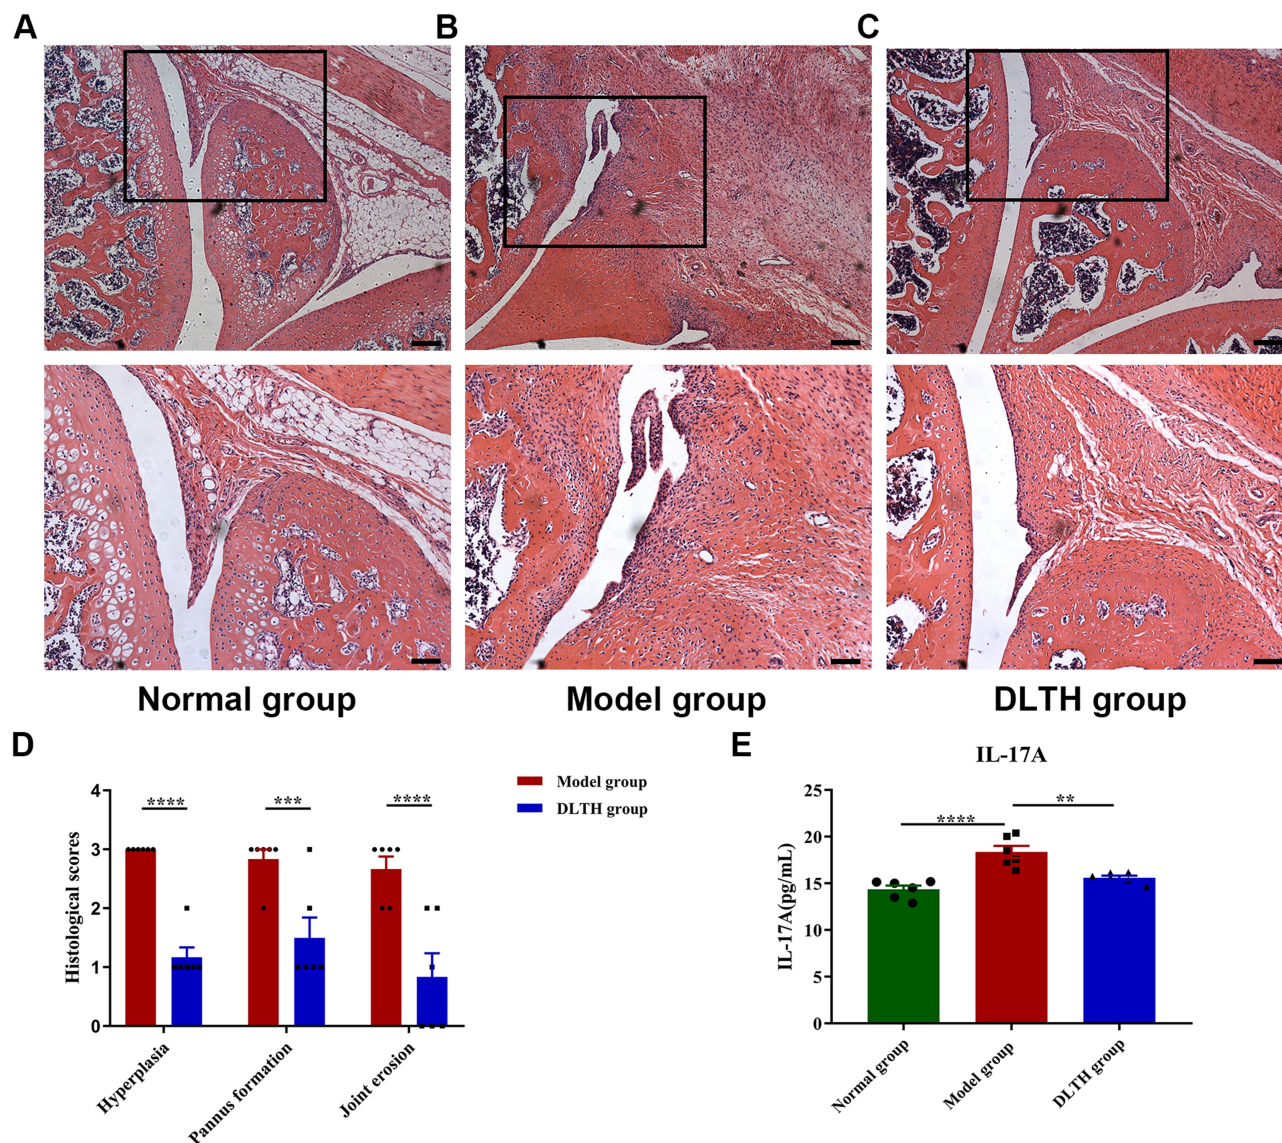 A
B
C
Normal group
Model group
DLTH group
D
Histological scores
4
3
2
1
0
****
***
****
Hyperplasia
Pannus formation
Joint erosion
Model group
DLTH group
E
IL-17A
IL-17A(pg/mL)
25
20
15
10
5
0
****
**
Normal group
Model group
DLTH group